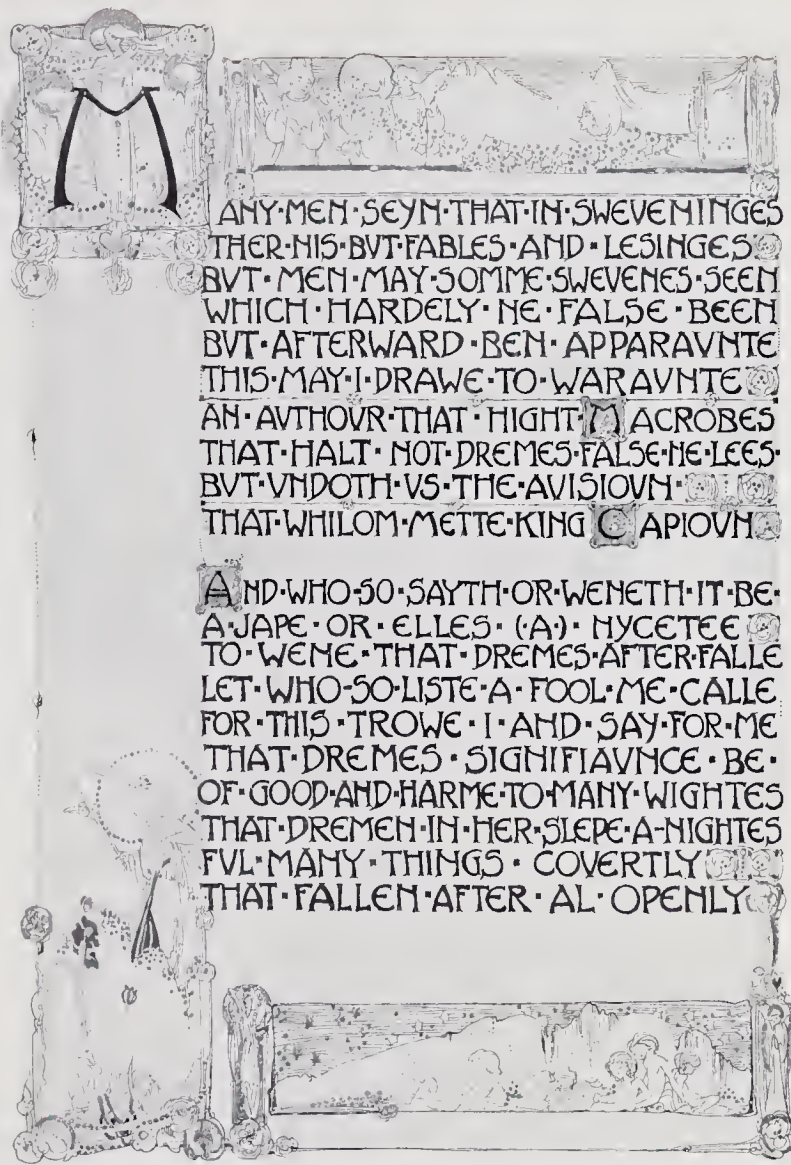 MANY·MEN·SEYN·THAT·IN·SWEVENINGES
THER·NIS·BVT·FABLES·AND·LESINGES
BVT·MEN·MAY·SOMME·SWEVENES·SEEN
WHICH·HARDELY·NE·FALSE·BEEN
BVT·AFTERWARD·BEN·APPARAVNTE
THIS·MAY·I·DRAWE·TO·WARAVNTE
AN·AVTHOVR·THAT·HIGHT·MACROBES
THAT·HALT·NOT·DREMES·FALSE·NE·LEES·
BVT·VNDOTH·VS·THE·AVISIOVN·
THAT·WHILOM·METTE·KING CAPIOVN
AND·WHO·SO·SAYTH·OR·WENETH·IT·BE·
A·JAPE·OR·ELLES·(·A·)·NYCETEE
TO·WENE·THAT·DREMES·AFTER·FALLE
LET·WHO-SO·LISTE·A·FOOL·ME·CALLE
FOR·THIS·TROWE·I·AND·SAY·FOR·ME
THAT·DREMES·SIGNIFIAVNCE·BE·
OF·GOOD·AND·HARME·TO·MANY·WIGHTES
THAT·DREMEN·IN·HER·SLEPE·A-NIGHTES
FVL·MANY·THINGS·COVERTLY
THAT·FALLEN·AFTER·AL·OPENLY